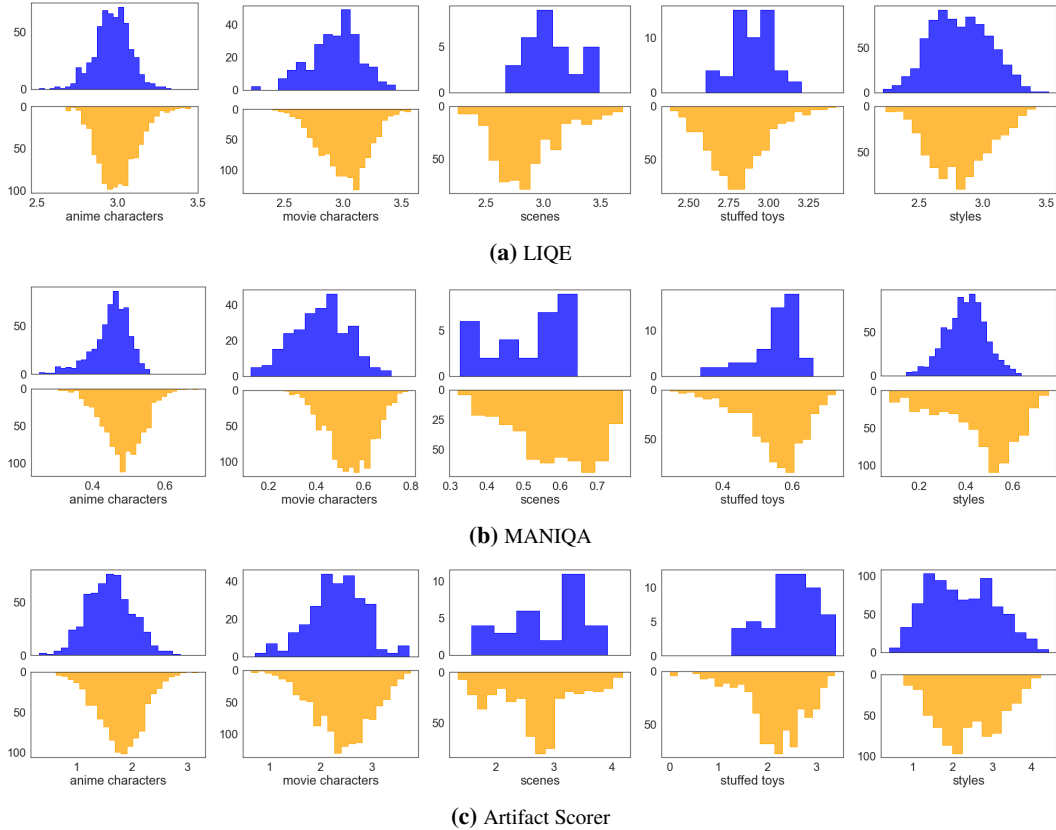 50
0
0
50
100
2.5 3.0 3.5
anime characters
40
20
0
0
50
100
2.5 3.0 3.5
movie characters
5
0
0
50
2.5 3.0 3.5
scenes
10
0
0
50
2.50 2.75 3.00 3.25
stuffed toys
50
0
0
50
2.5 3.0 3.5
styles
(a) LIQE
50
0
0
50
100
0.4 0.6
anime characters
40
20
0
0
50
100
0.2 0.4 0.6 0.8
movie characters
5
0
0
25
50
0.3 0.4 0.5 0.6 0.7
scenes
10
0
0
50
0.4 0.6
stuffed toys
50
0
0
50
100
0.2 0.4 0.6
styles
(b) MANIQA
50
0
0
50
100
1 2 3
anime characters
40
20
0
0
50
100
1 2 3
movie characters
10
5
0
0
50
2 3 4
scenes
10
5
0
0
50
0 1 2 3
stuffed toys
100
50
0
0
50
100
1 2 3 4
styles
(c) Artifact Scorer